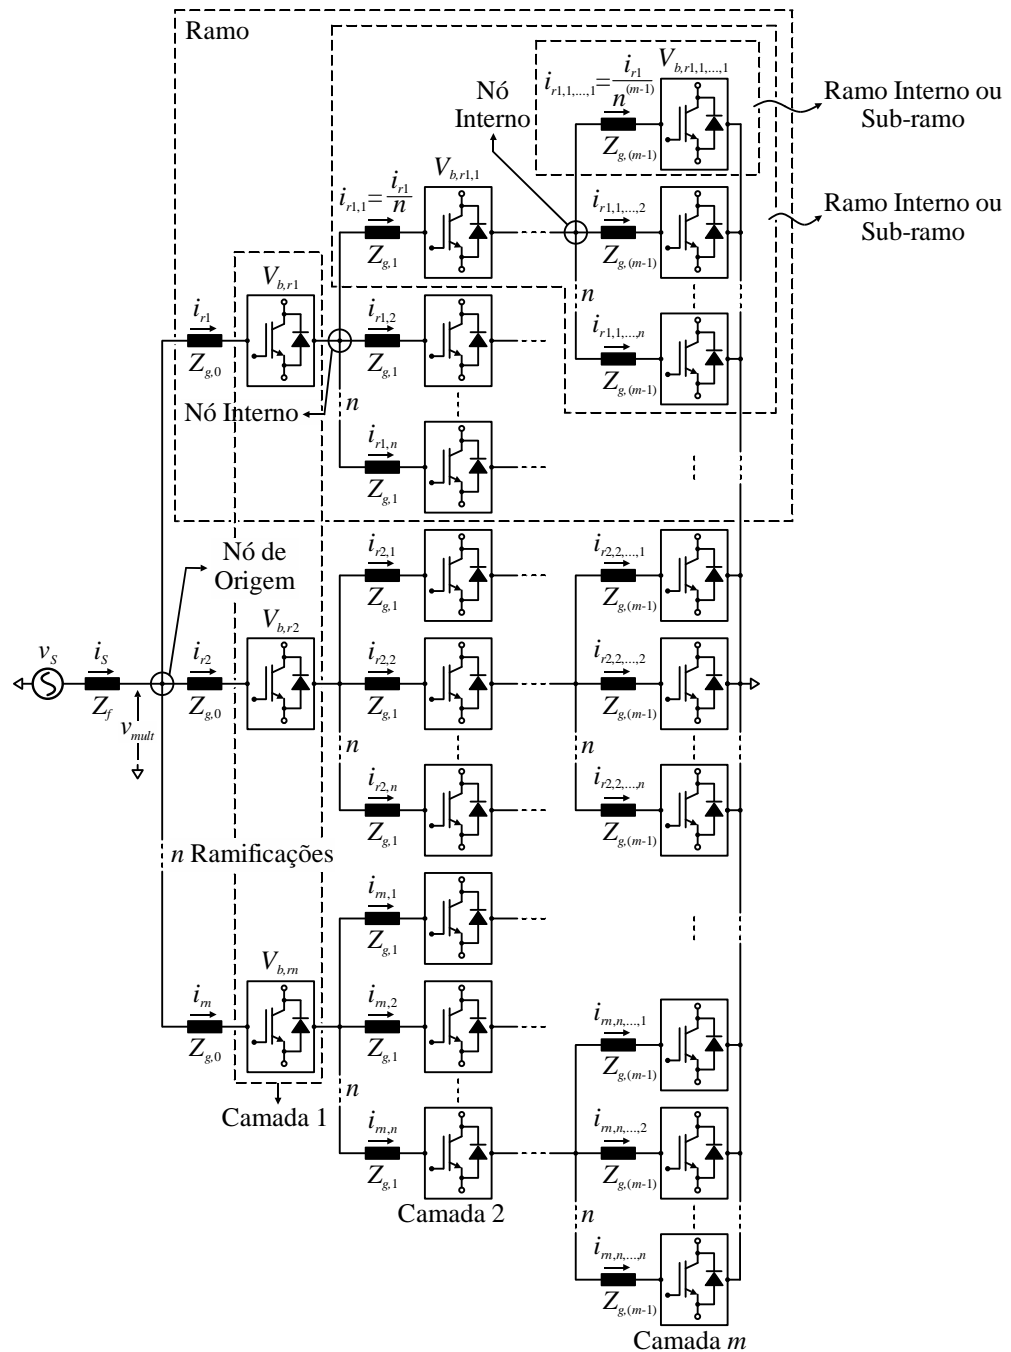 Ramo
i_{r1,1,...,1}=\frac{i_{r1}}{n^{(m-1)}}
V_{b,r1,1,...,1}
Nó
Interno
Ramo Interno ou
Sub-ramo
Z_{g,(m-1)}
i_{r1,1}=\frac{i_{r1}}{n}
V_{b,r1,1}
i_{r1,1,...,2}
Ramo Interno ou
Sub-ramo
Z_{g,1}
Z_{g,(m-1)}
V_{b,r1}
n
i_{r1}
i_{r1,2}
i_{r1,1,...,n}
Z_{g,0}
Z_{g,1}
Z_{g,(m-1)}
Nó Interno
n
i_{r1,n}
Z_{g,1}
Nó de
Origem
i_{r2,1}
i_{r2,2,...,1}
Z_{g,1}
Z_{g,(m-1)}
V_{b,r2}
v_S
i_S
i_{r2}
i_{r2,2}
i_{r2,2,...,2}
Z_f
Z_{g,0}
Z_{g,1}
Z_{g,(m-1)}
v_{mult}
n
n
i_{r2,n}
i_{r2,2,...,n}
Z_{g,1}
Z_{g,(m-1)}
n Ramificações
i_{rn,1}
Z_{g,1}
V_{b,rn}
i_{rn}
i_{rn,2}
i_{rn,n,...,1}
Z_{g,0}
Z_{g,1}
Z_{g,(m-1)}
n
Camada 1
i_{rn,n}
i_{rn,n,...,2}
Z_{g,1}
Z_{g,(m-1)}
Camada 2
n
i_{rn,n,...,n}
Z_{g,(m-1)}
Camada m